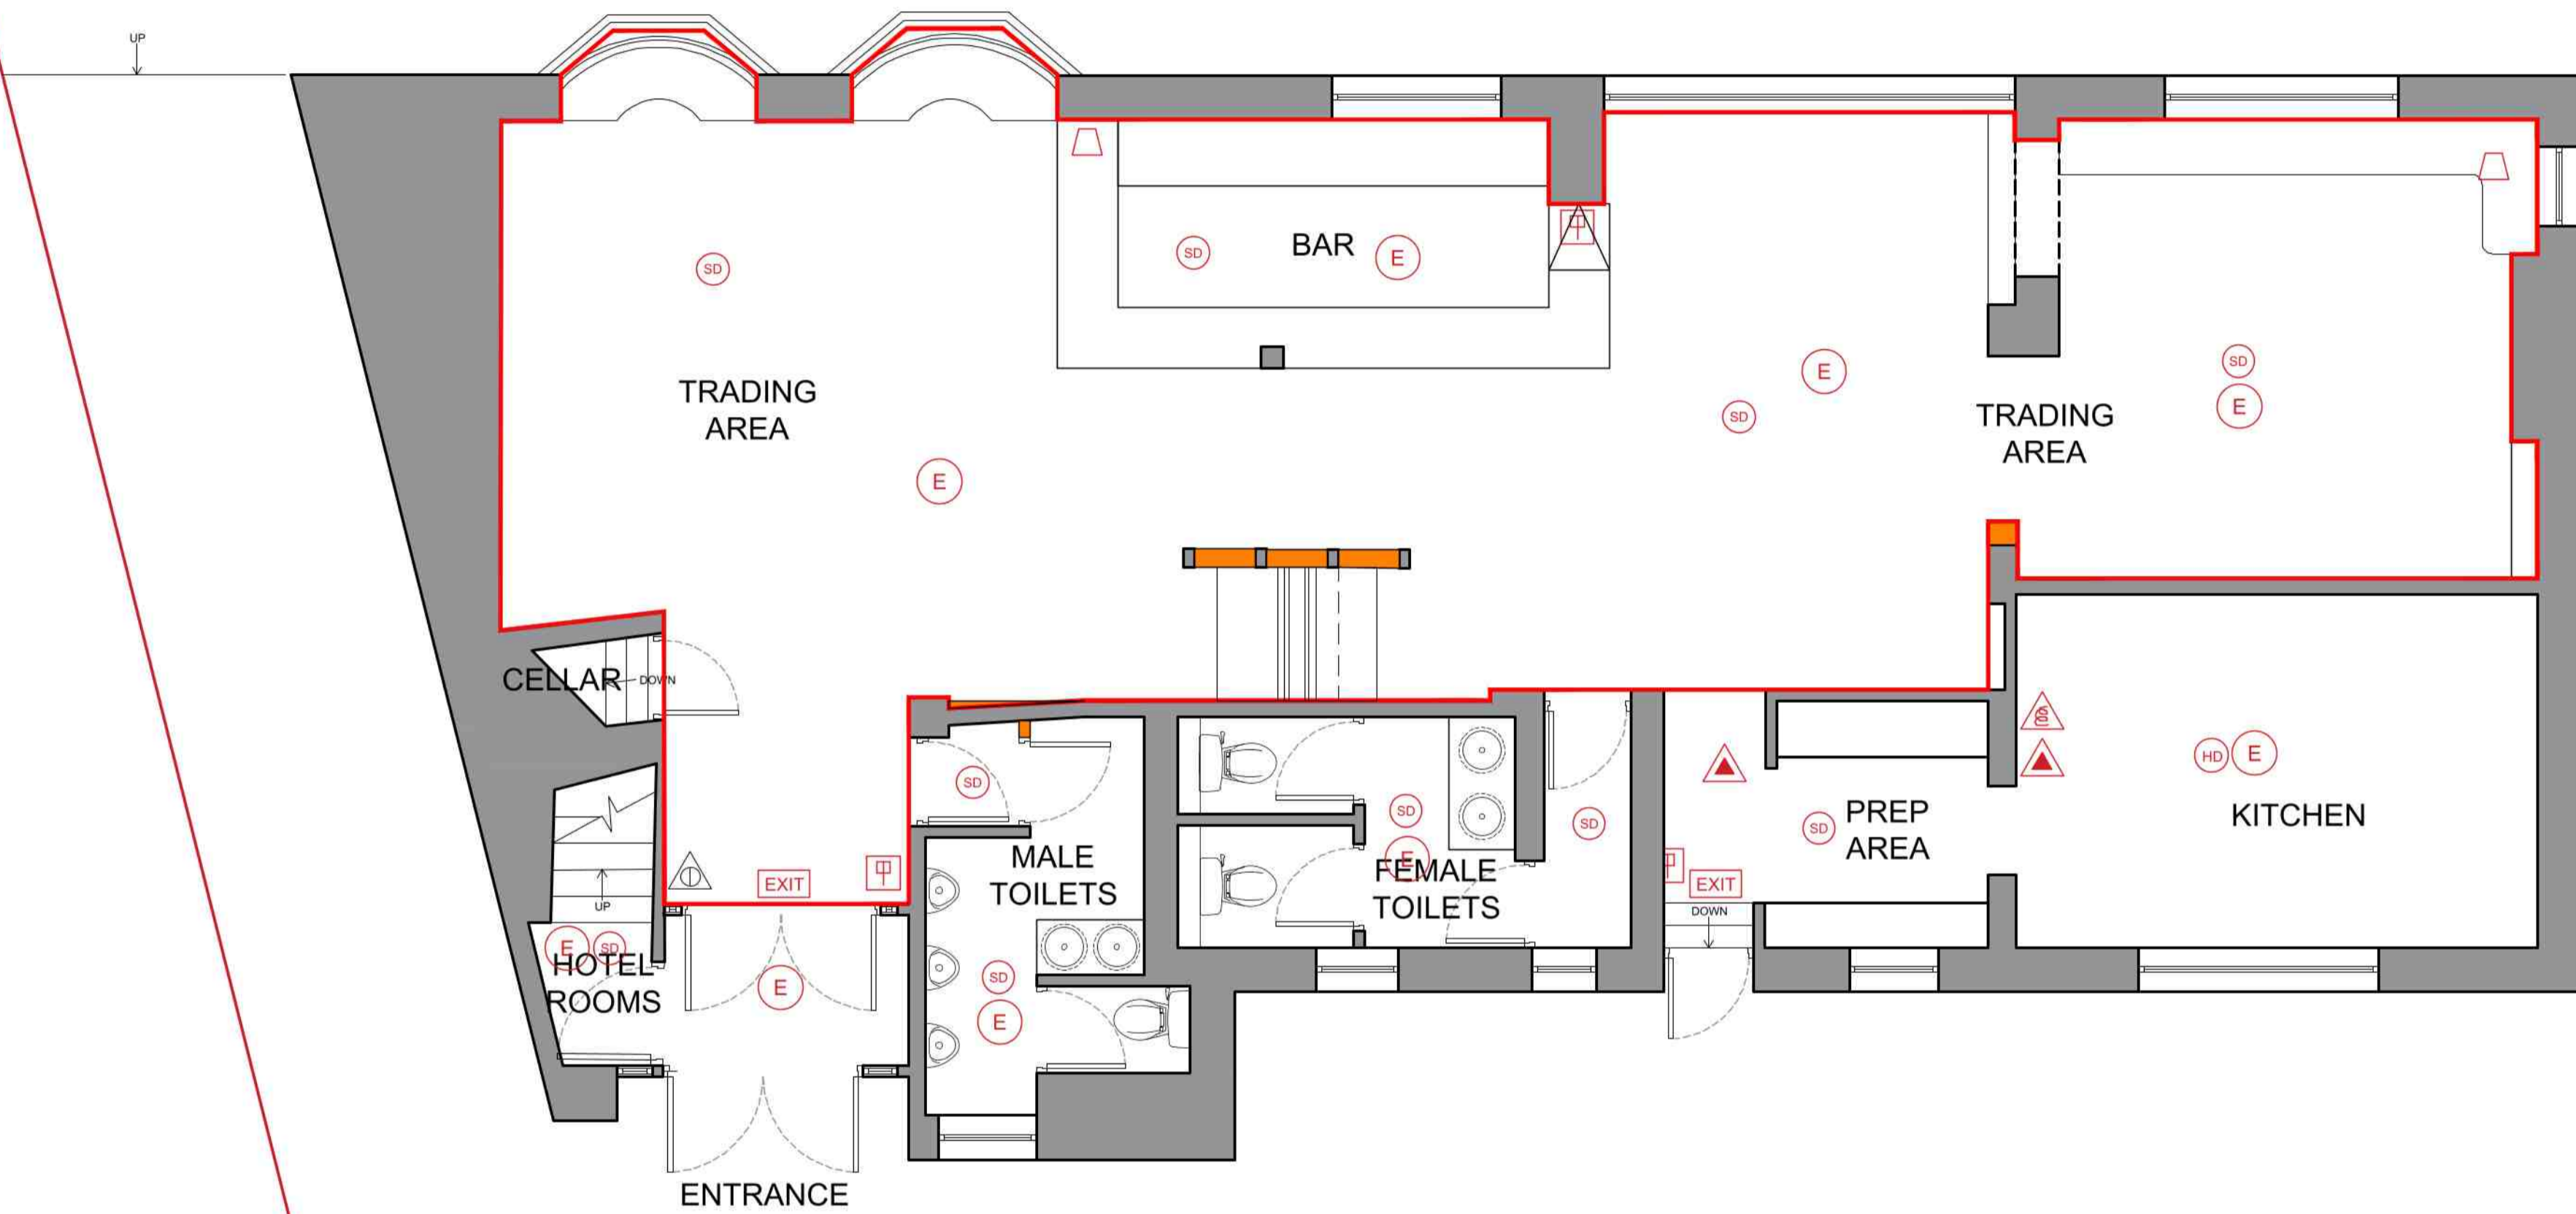 UP
SD
BAR
SD
E
TRADING
AREA
E
E
SD
SD
E
TRADING
AREA
CELLAR
DOWN
SD
MALE
TOILETS
EXIT
UP
E
SD
HOTEL
ROOMS
E
SD
E
SD
E
FEMALE
TOILETS
SD
SD
PREP
AREA
EXIT
DOWN
HD
E
KITCHEN
ENTRANCE